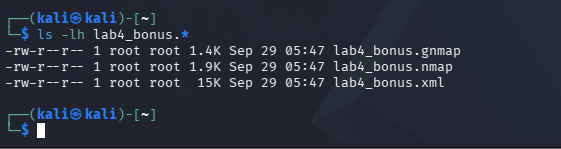 ┌──(kali㉿kali)-[~]
└─$ ls -lh lab4_bonus.*
-rw-r--r-- 1 root root 1.4K Sep 29 05:47 lab4_bonus.gnmap
-rw-r--r-- 1 root root 1.9K Sep 29 05:47 lab4_bonus.nmap
-rw-r--r-- 1 root root  15K Sep 29 05:47 lab4_bonus.xml
┌──(kali㉿kali)-[~]
└─$